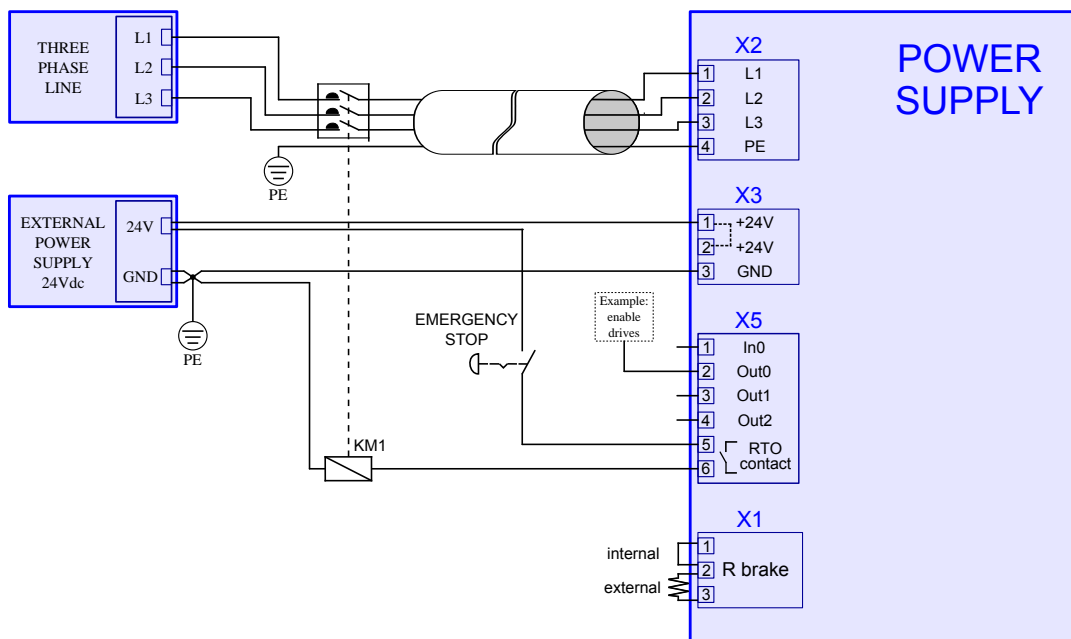 THREE
PHASE
LINE
L1
L2
L3
PE
EXTERNAL
POWER
SUPPLY
24Vdc
24V
GND
PE
EMERGENCY
STOP
KM1
Example:
enable
drives
internal
external
POWER
SUPPLY
X2
1 L1
2 L2
3 L3
4 PE
X3
1 +24V
2 +24V
3 GND
X5
1 In0
2 Out0
3 Out1
4 Out2
5 RTO
6 contact
X1
1
2 R brake
3